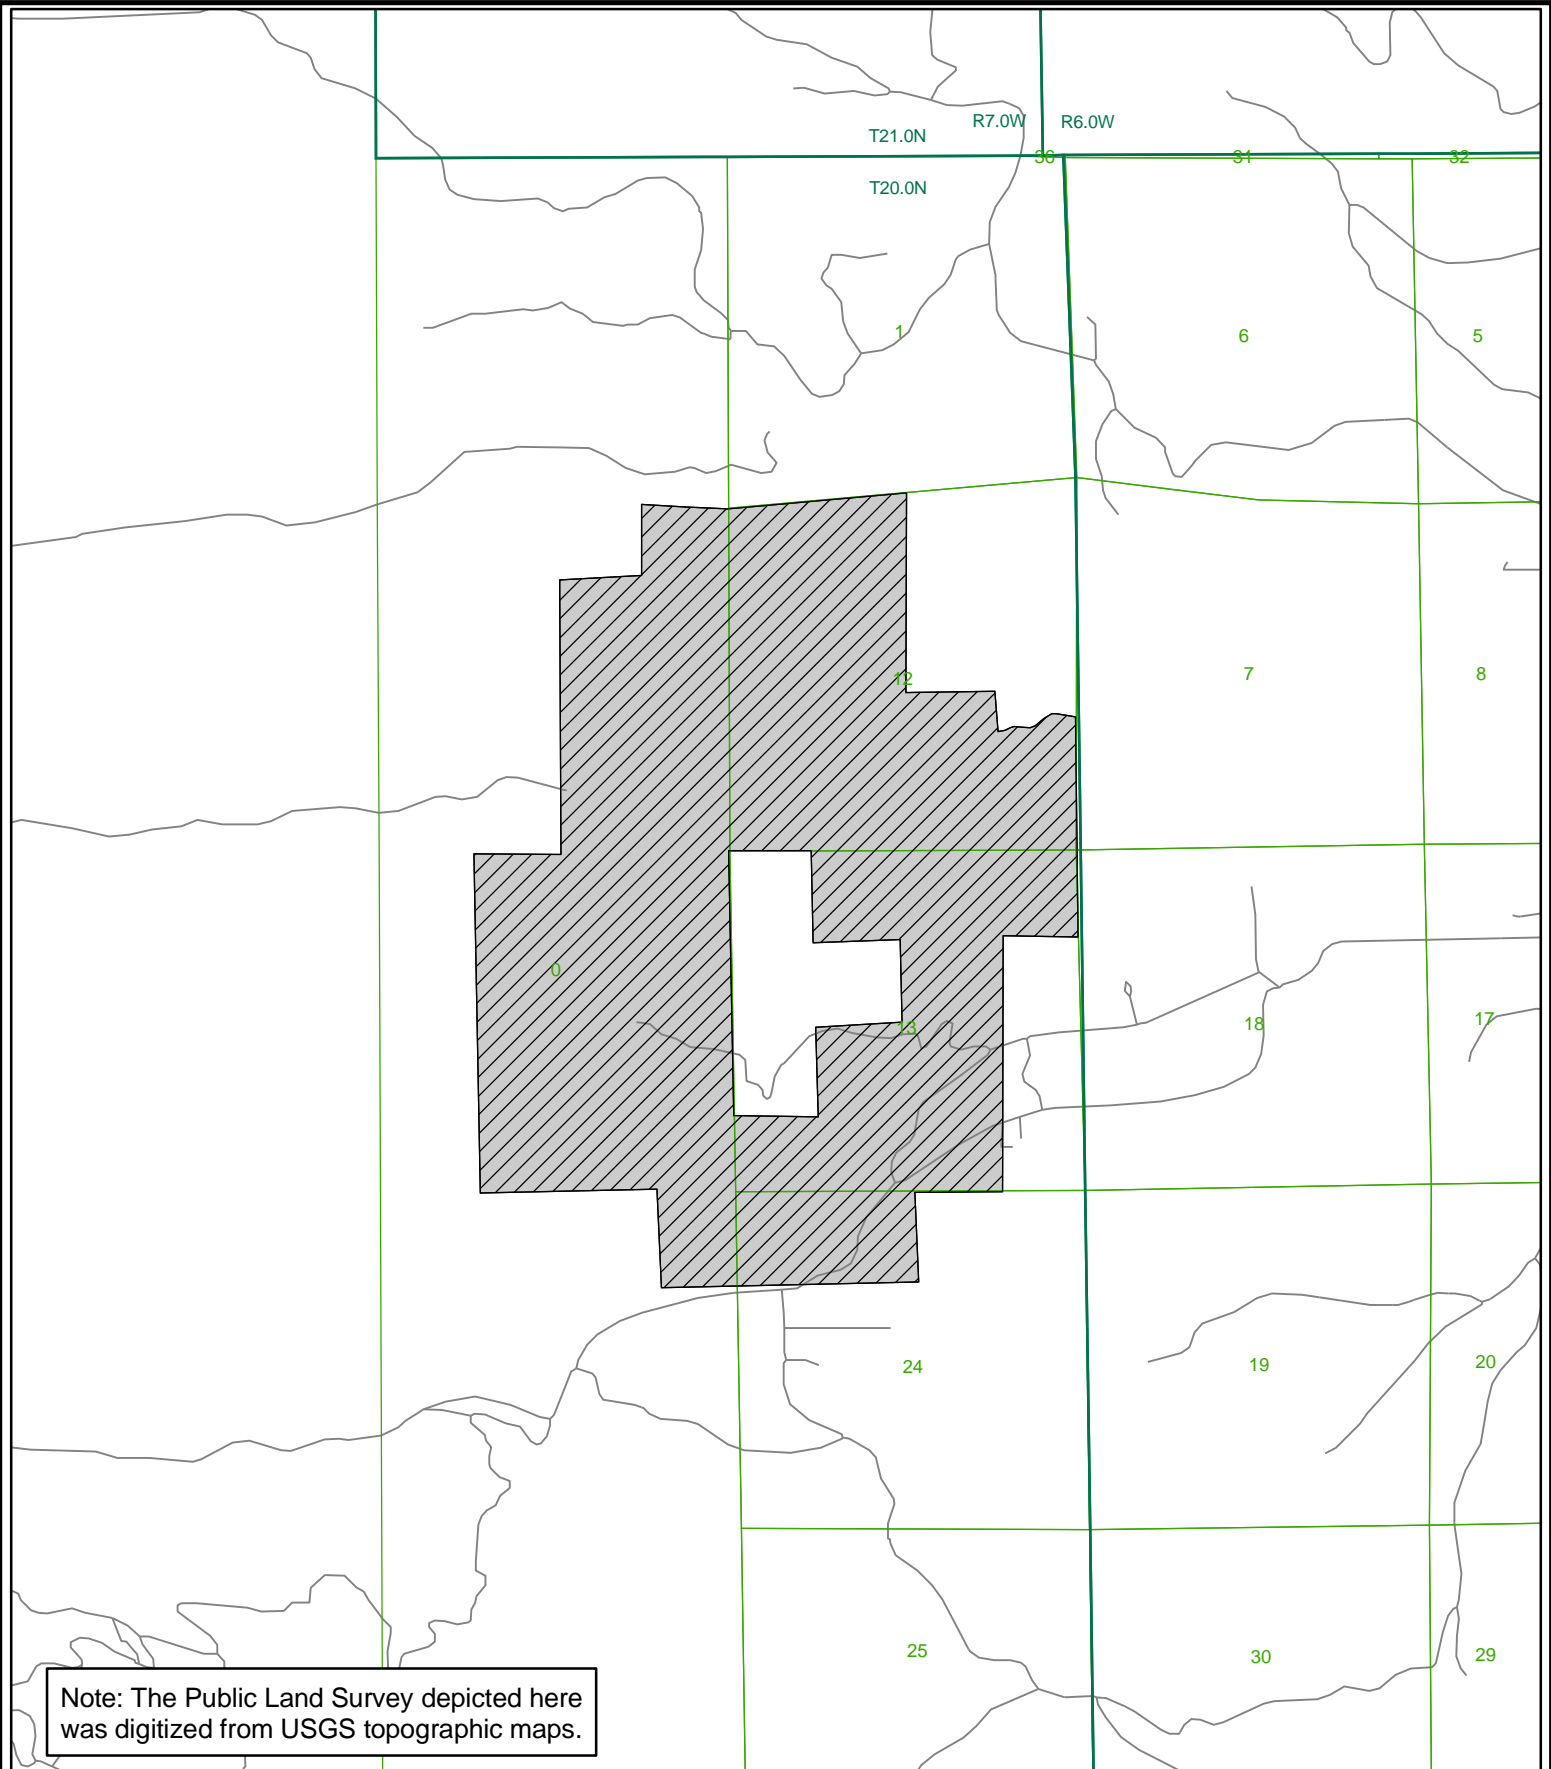 R7.0W R6.0W
T21.0N
36 31 32
T20.0N
1 6 5
12 7 8
0
13 18 17
24 19 20
25 30 29
Note: The Public Land Survey depicted here
was digitized from USGS topographic maps.